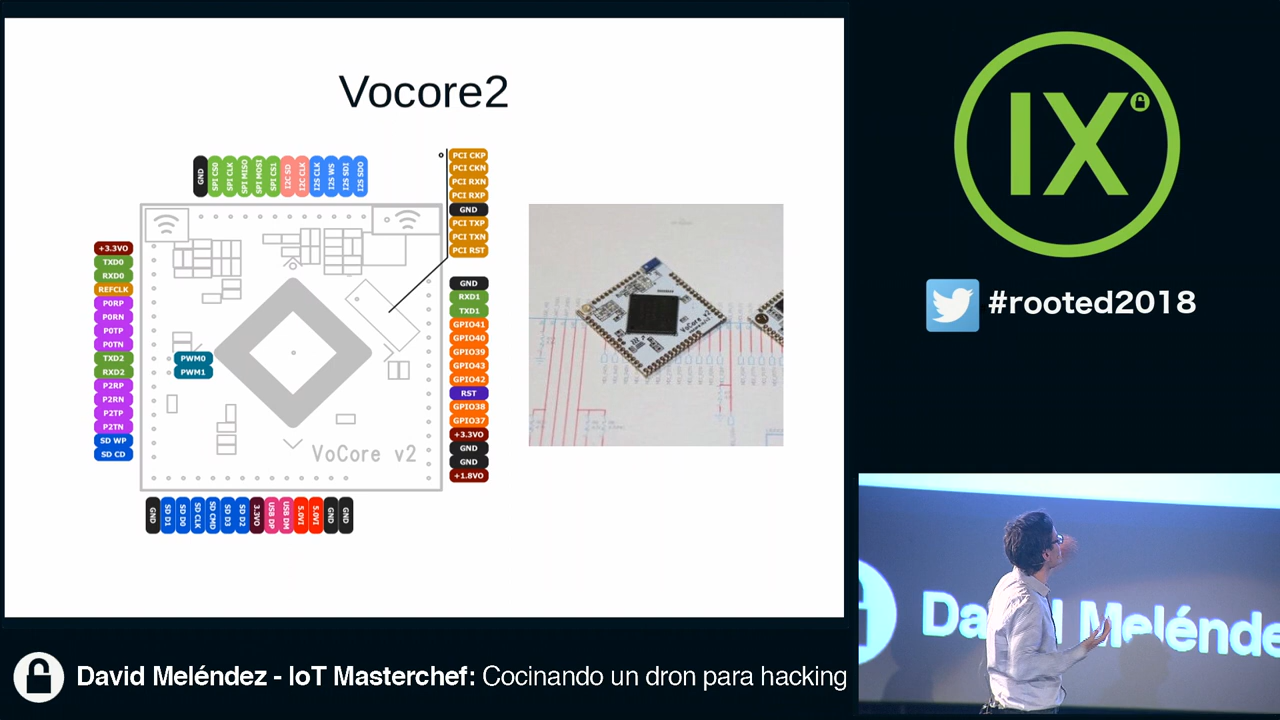 Vocore2
GND
SPI CS0
SPI CLK
SPI MISO
SPI MOSI
SPI CS1
I2C SD
I2C CLK
I2S CLK
I2S WS
I2S SDI
I2S SDO
PCI CKP
PCI CKN
PCI RXN
PCI RXP
GND
PCI TXP
PCI TXN
PCI RST
+3.3VO
TXD0
RXD0
REFCLK
P0RP
P0RN
P0TP
P0TN
TXD2
RXD2
P2RP
P2RN
P2TP
P2TN
SD WP
SD CD
PWM0
PWM1
GND
RXD1
TXD1
GPIO41
GPIO40
GPIO39
GPIO43
GPIO42
RST
GPIO38
GPIO37
+3.3VO
GND
GND
+1.8VO
VoCore v2
GND
SD D1
SD D0
SD CLK
SD CMD
SD D3
SD D2
3.3VO
USB DP
USB DM
5.0VI
5.0VI
GND
GND
VoCore v2
IX
#rooted2018
David Meléndez - IoT Masterchef: Cocinando un dron para hacking
Da d Meléndez